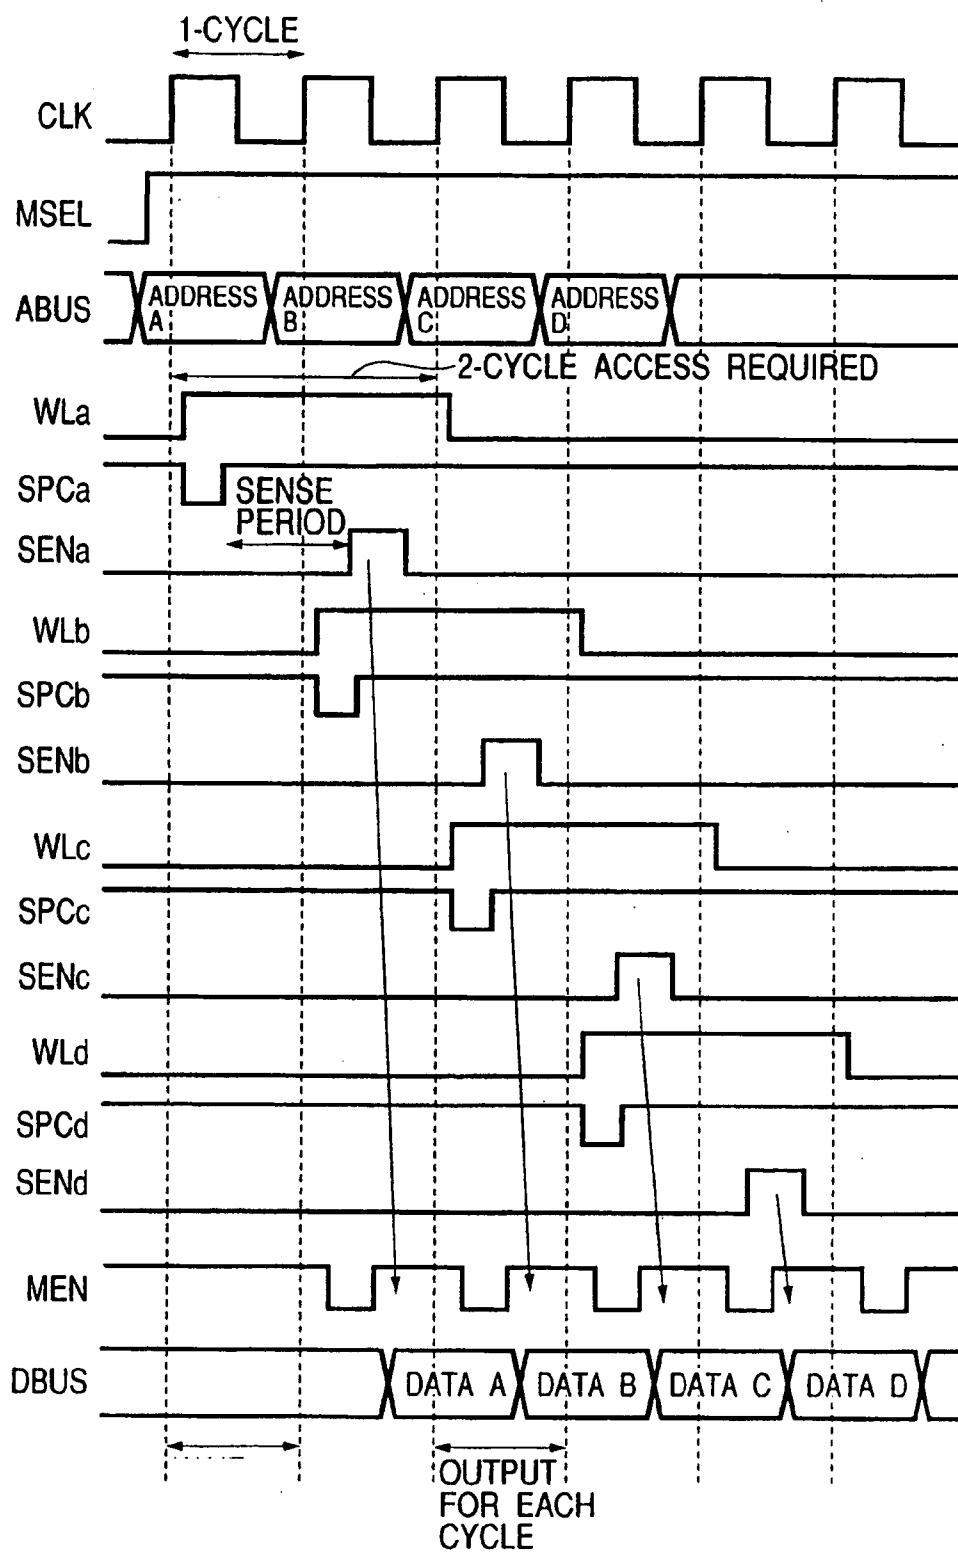 1-CYCLE
CLK
MSEL
ABUS
ADDRESS
A
ADDRESS
B
ADDRESS
C
ADDRESS
D
2-CYCLE ACCESS REQUIRED
WLa
SPCa
SENSE
PERIOD
SENa
WLb
SPCb
SENb
WLc
SPCc
SENc
WLd
SPCd
SENd
MEN
DBUS
DATA A
DATA B
DATA C
DATA D
OUTPUT
FOR EACH
CYCLE